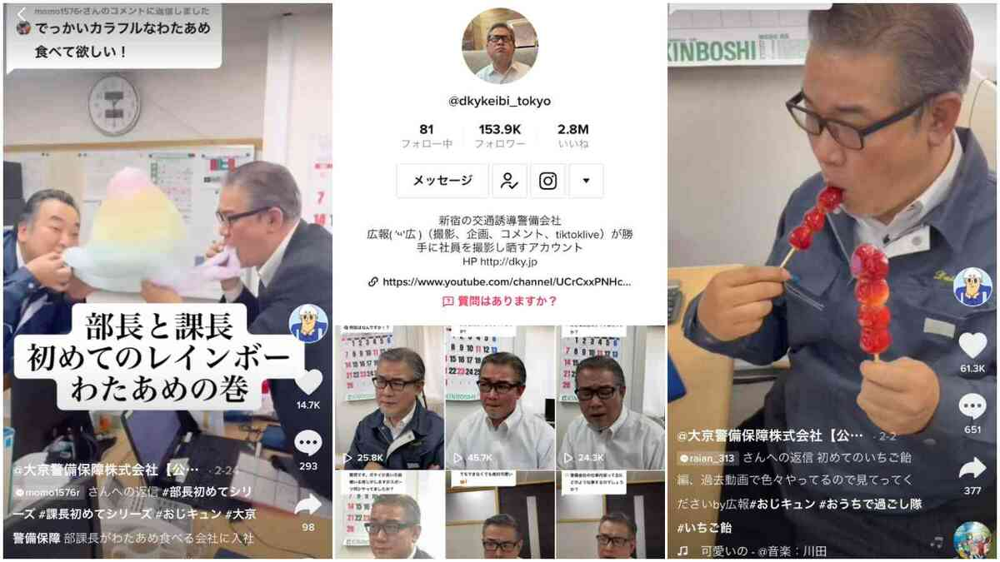 momo1576rさんのコメントに返信しました
でっかいカラフルなわたあめ
食べて欲しい！
部長と課長
初めてのレインボー
わたあめの巻
14.7K
293
98
@大京警備保障株式会社【公… · 2-24
momo1576r さんへの返信 #部長初めてシリ
ーズ #課長初めてシリーズ #おじキュン #大京
警備保障 部課長がわたあめ食べる会社に入社
@dkykeibi_tokyo
81
フォロー中
153.9K
フォロワー
2.8M
いいね
メッセージ
新宿の交通誘導警備会社
広報( '༥'広 )（撮影、企画、コメント、tiktoklive）が勝
手に社員を撮影し晒すアカウント
HP http://dky.jp
https://www.youtube.com/channel/UCrCxxPNHc...
質問はありますか？
25.8K
45.7K
24.3K
KINBOSHI
61.3K
651
377
@大京警備保障株式会社【公… · 2-2
raian_313 さんへの返信 初めてのいちご飴
編、過去動画で色々やってるので見てってく
ださいby広報#おじキュン #おうちで過ごし隊
#いちご飴
可愛いの - @音楽：川田